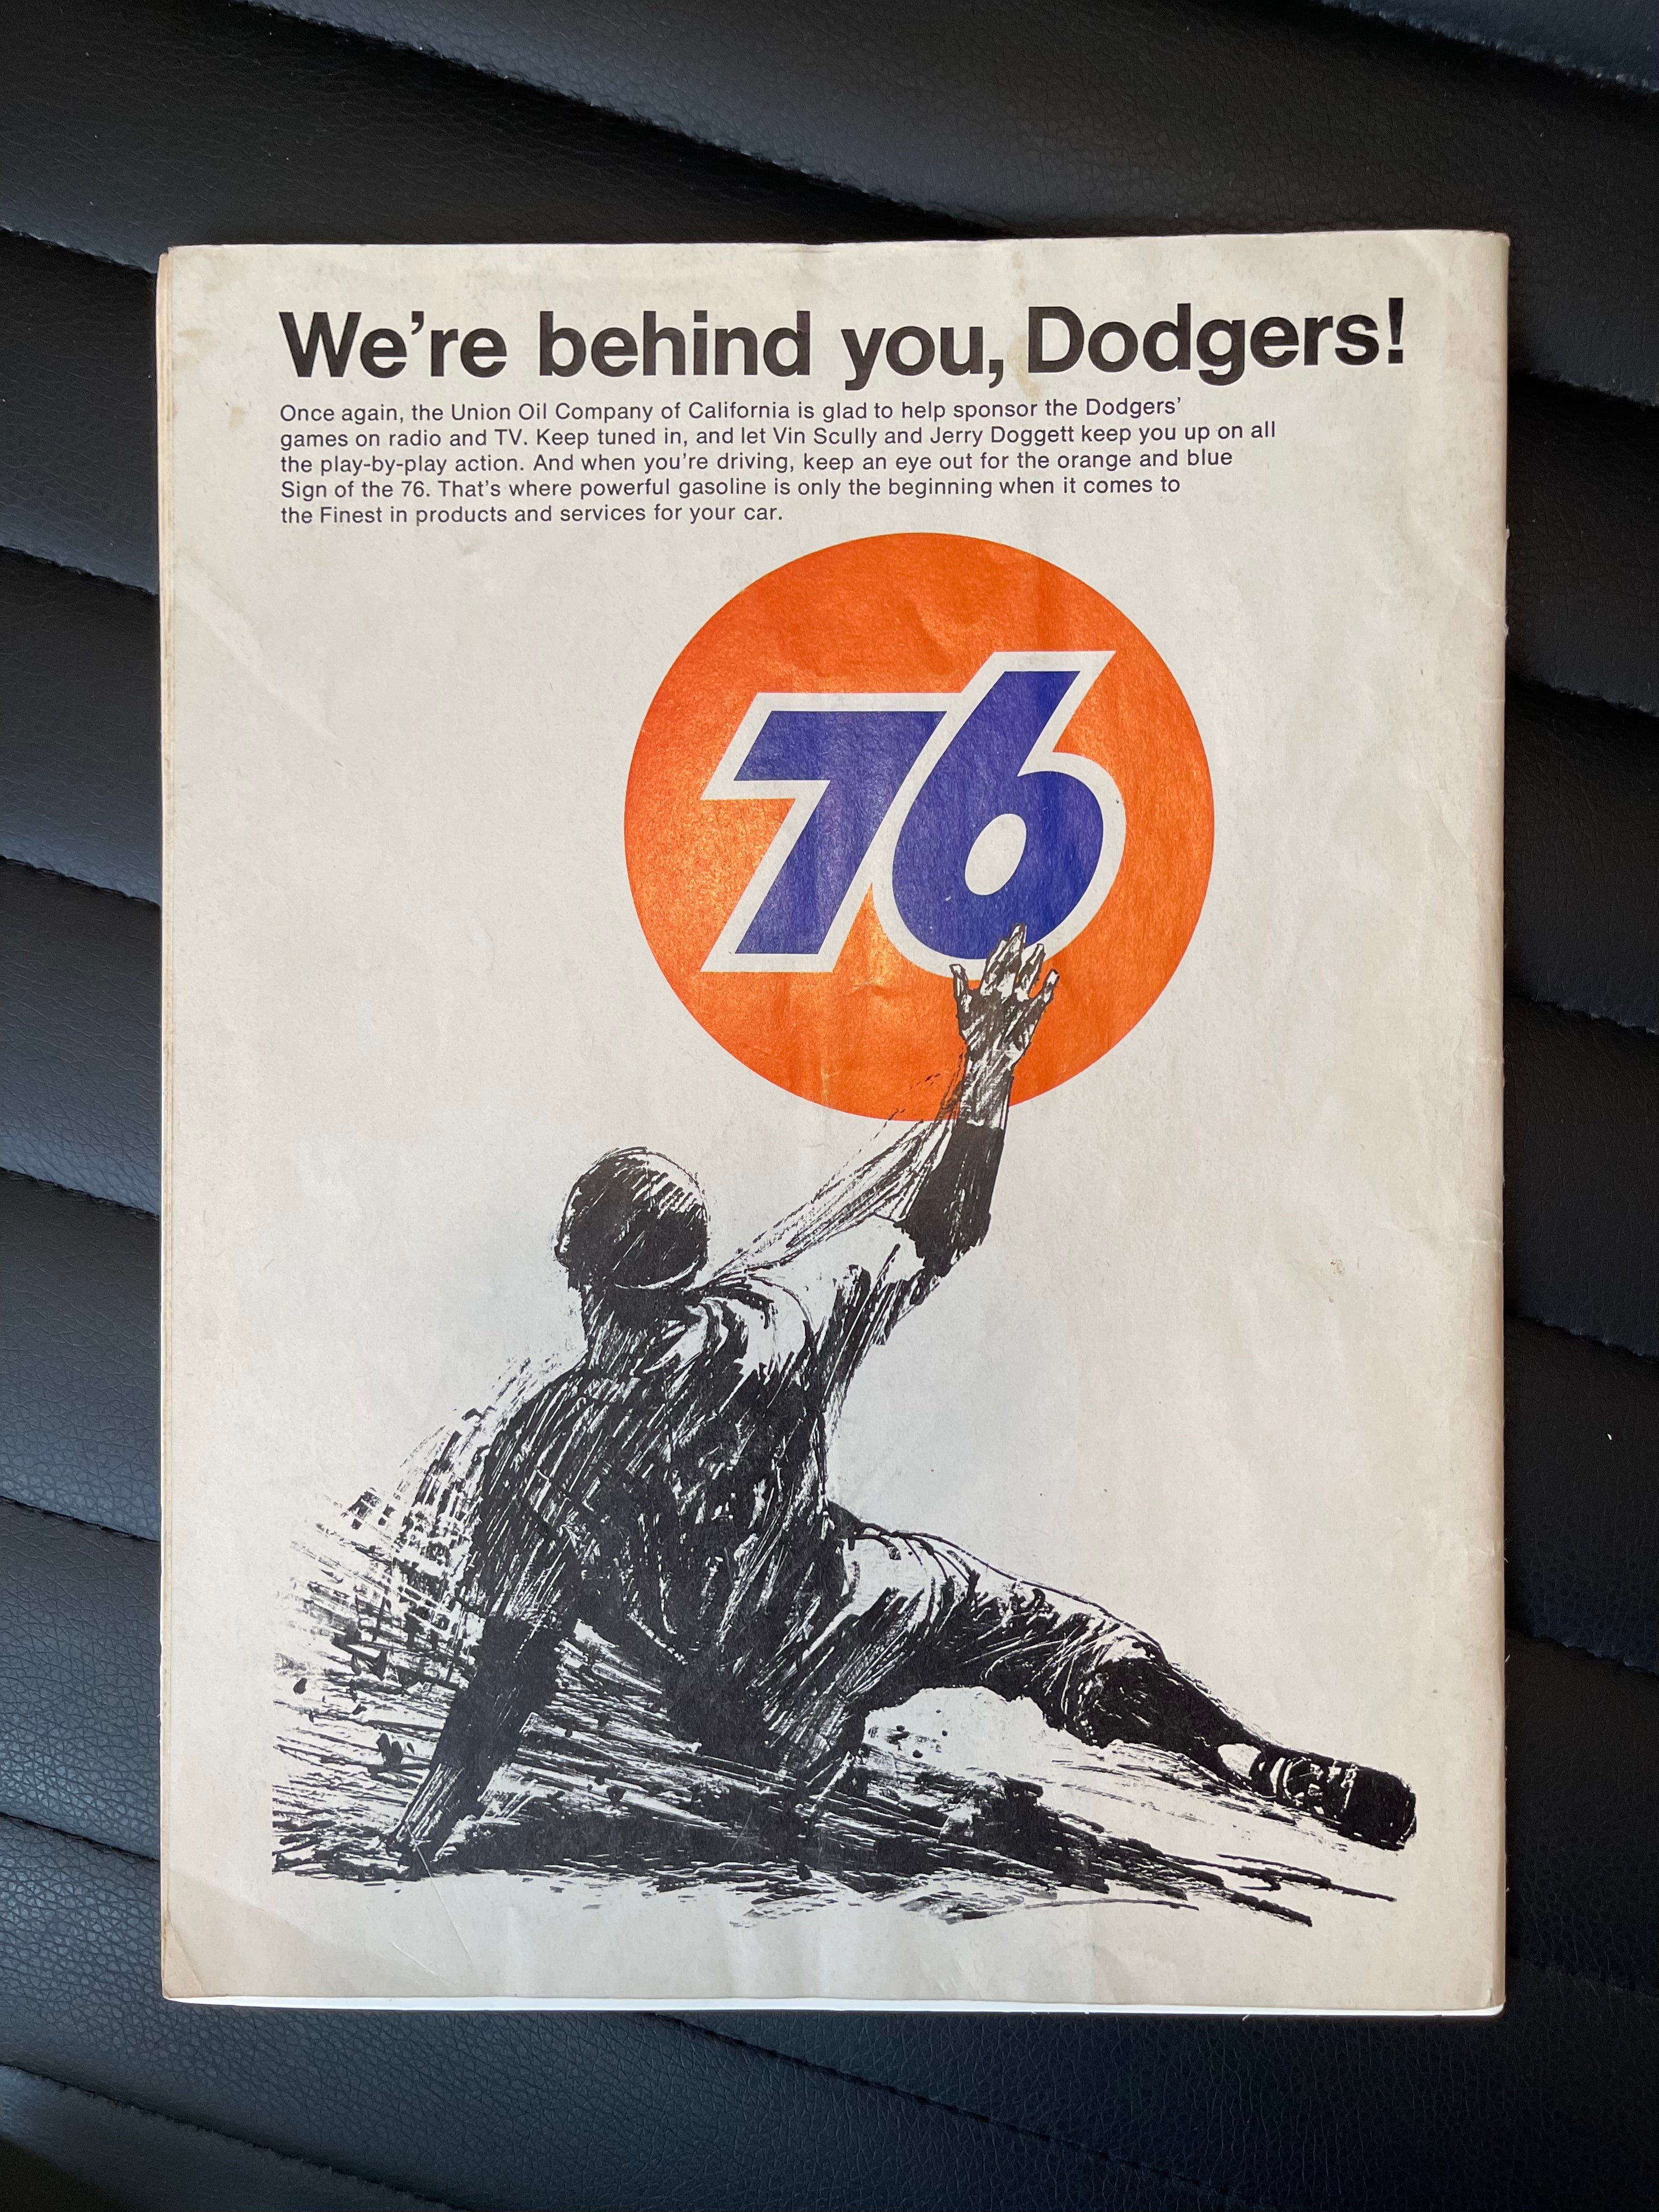 We're behind you, Dodgers!
Once again, the Union Oil Company of California is glad to help sponsor the Dodgers'
games on radio and TV. Keep tuned in, and let Vin Scully and Jerry Doggett keep you up on all
the play-by-play action. And when you're driving, keep an eye out for the orange and blue
Sign of the 76. That's where powerful gasoline is only the beginning when it comes to
the Finest in products and services for your car.
76